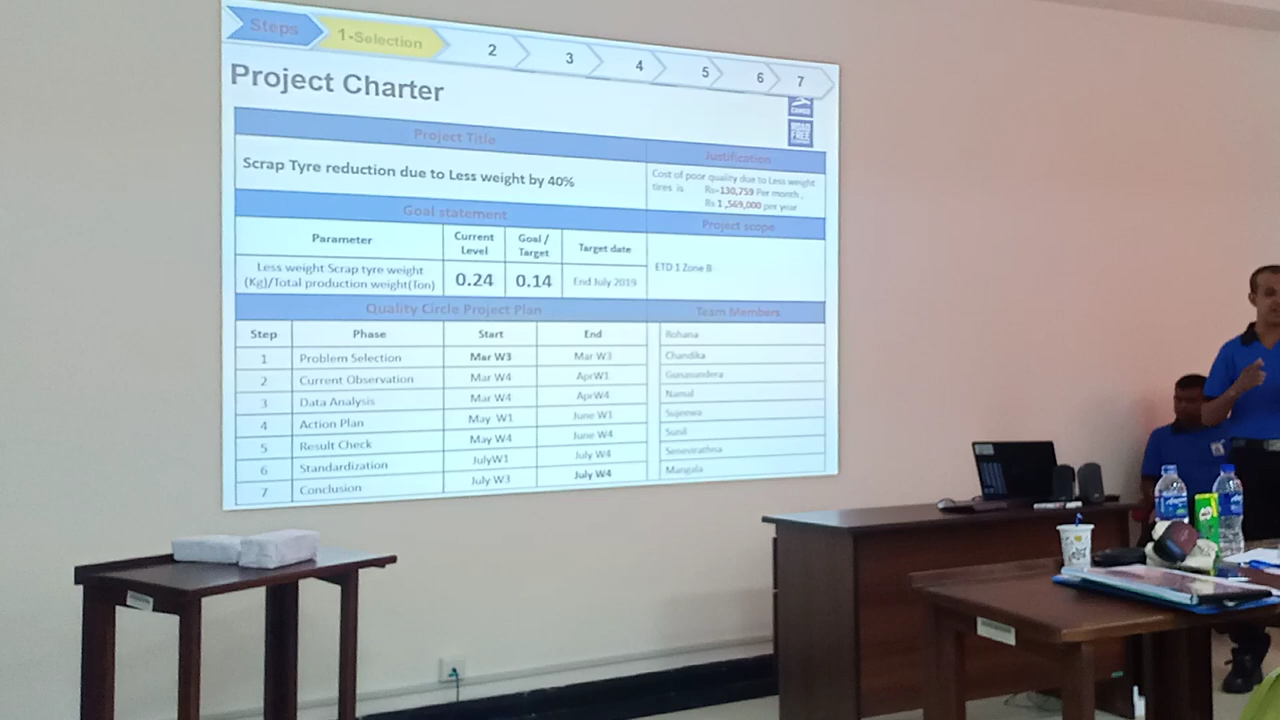 Steps 1-Selection 2 3 4 5 6 7
Project Charter
CAMSO
ROAD
FREE
Project Title
Justification
Scrap Tyre reduction due to Less weight by 40%
Cost of poor quality due to Less weight
tires is Rs-130,759 Per month,
Rs 1,569,000 per year
Goal statement
Project scope
Parameter
Current
Level
Goal /
Target
Target date
Less weight Scrap tyre weight
(Kg)/Total production weight(Ton)
0.24
0.14
End July 2019
ETD 1 Zone B
Quality Circle Project Plan
Team Members
Step Phase Start End
1 Problem Selection Mar W3 Mar W3
2 Current Observation Mar W4 AprW1
3 Data Analysis Mar W4 AprW4
4 Action Plan May W1 June W1
5 Result Check May W4 June W4
6 Standardization JulyW1 July W4
7 Conclusion July W3 July W4
Rohana
Chandika
Gunasundera
Namal
Sujeewa
Sunil
Senevirathna
Mangala